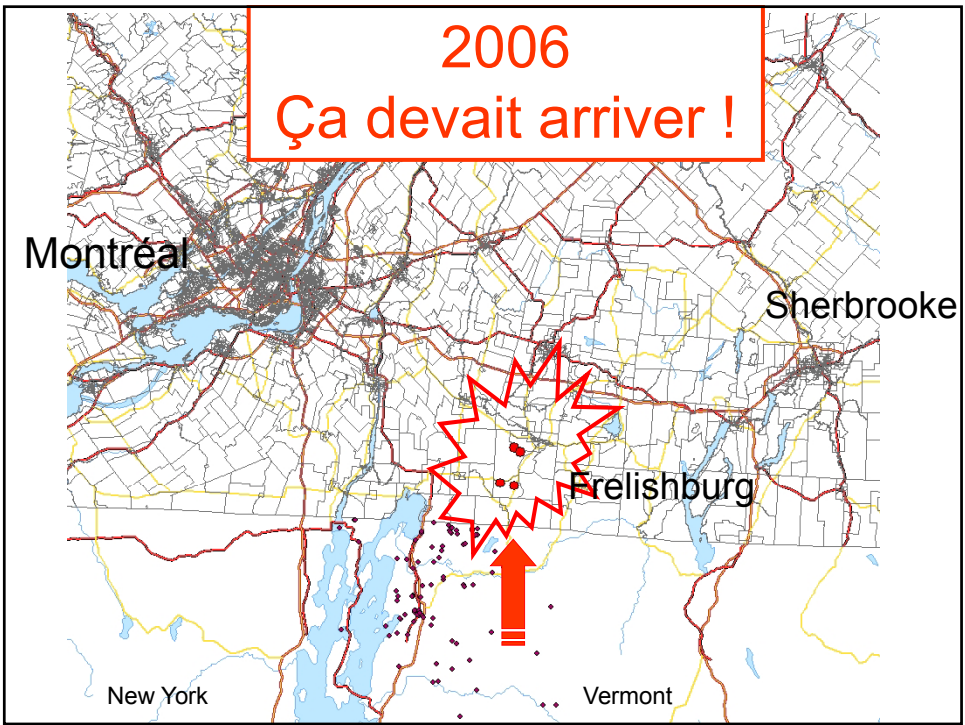 2006
Ça devait arriver !
Montréal
Sherbrooke
Frelishburg
New York
Vermont